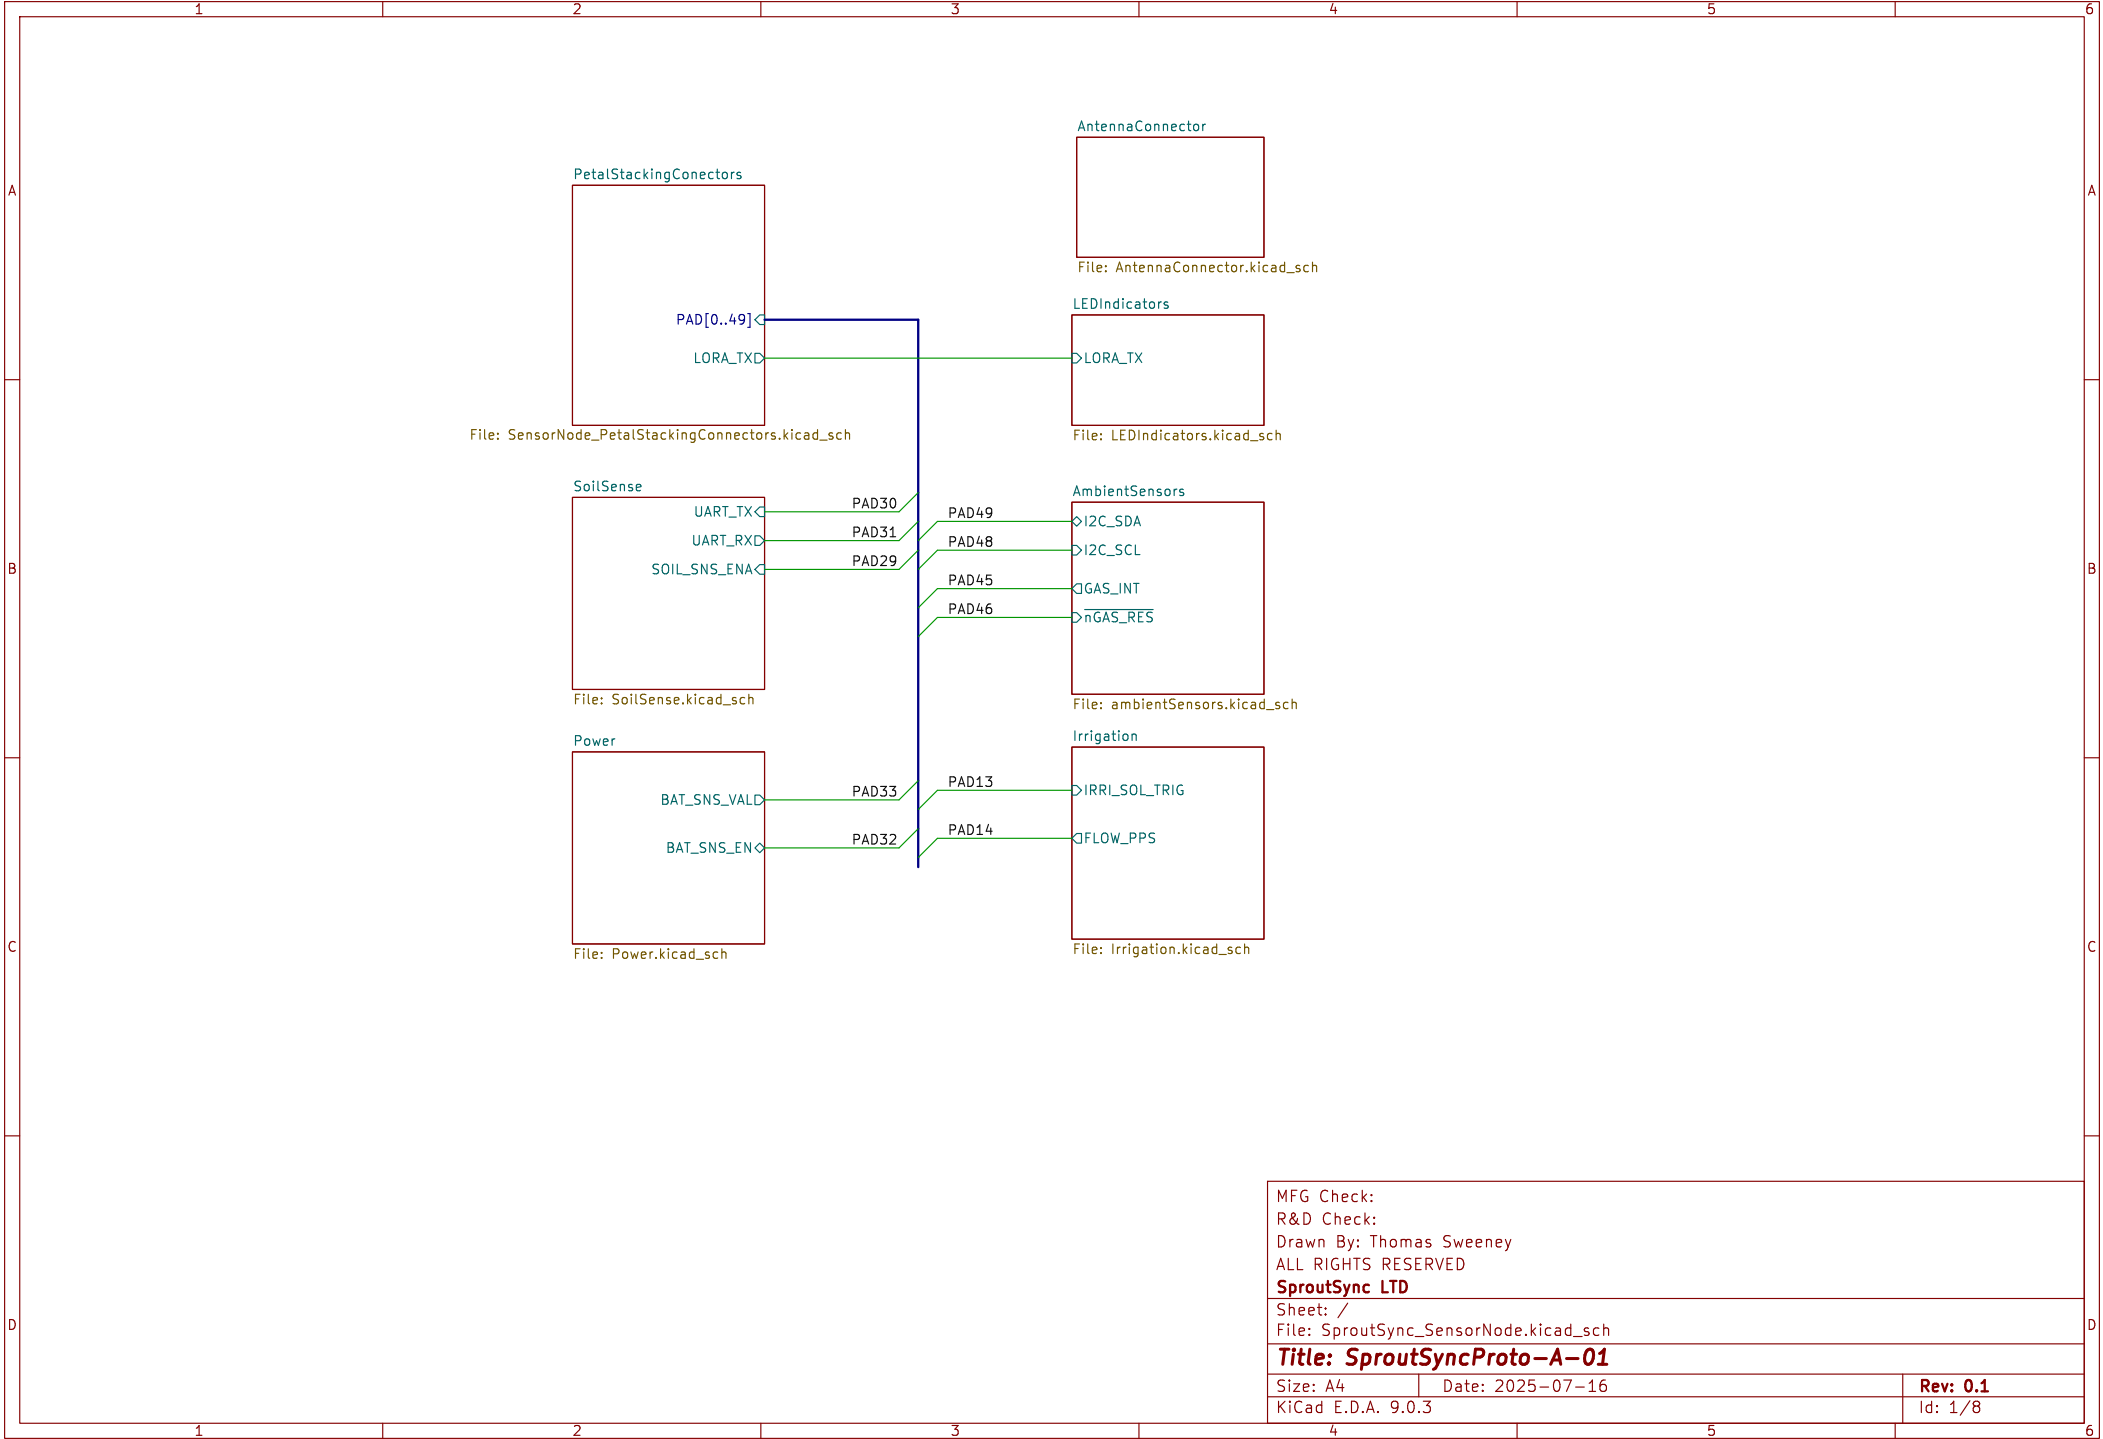 1 2 3 4 5 6
A A
B B
C C
D D
PetalStackingConectors
PAD[0..49]
LORA_TX
File: SensorNode_PetalStackingConnectors.kicad_sch
AntennaConnector
File: AntennaConnector.kicad_sch
LEDIndicators
LORA_TX
File: LEDIndicators.kicad_sch
SoilSense
UART_TX
PAD30
UART_RX
PAD31
SOIL_SNS_ENA
PAD29
File: SoilSense.kicad_sch
AmbientSensors
PAD49
I2C_SDA
PAD48
I2C_SCL
PAD45
GAS_INT
PAD46
nGAS_RES
File: ambientSensors.kicad_sch
Power
BAT_SNS_VAL
PAD33
BAT_SNS_EN
PAD32
File: Power.kicad_sch
Irrigation
PAD13
IRRI_SOL_TRIG
PAD14
FLOW_PPS
File: Irrigation.kicad_sch
MFG Check:
R&D Check:
Drawn By: Thomas Sweeney
ALL RIGHTS RESERVED
SproutSync LTD
Sheet: /
File: SproutSync_SensorNode.kicad_sch
Title: SproutSyncProto-A-01
Size: A4 Date: 2025-07-16 Rev: 0.1
KiCad E.D.A. 9.0.3 Id: 1/8
1 2 3 4 5 6